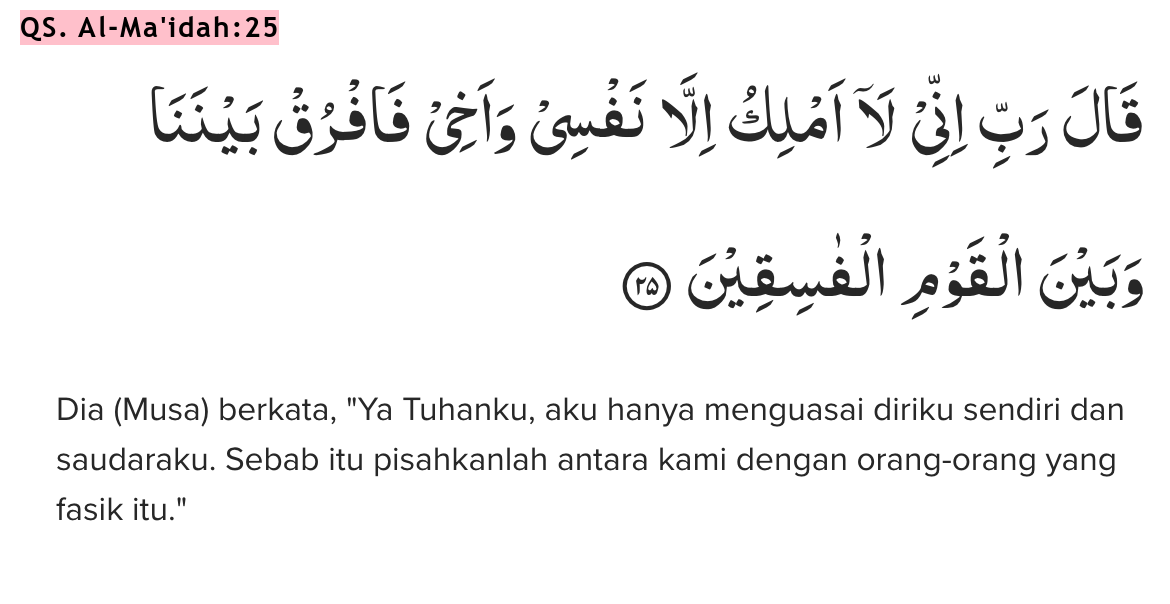 QS. Al-Ma'idah:25
قَالَ رَبِّ اِنِّيْ لَآ اَمْلِكُ اِلَّا نَفْسِيْ وَاَخِيْ فَافْرُقْ بَيْنَنَا
وَبَيْنَ الْقَوْمِ الْفٰسِقِيْنَ ۲۵
Dia (Musa) berkata, "Ya Tuhanku, aku hanya menguasai diriku sendiri dan
saudaraku. Sebab itu pisahkanlah antara kami dengan orang-orang yang
fasik itu."